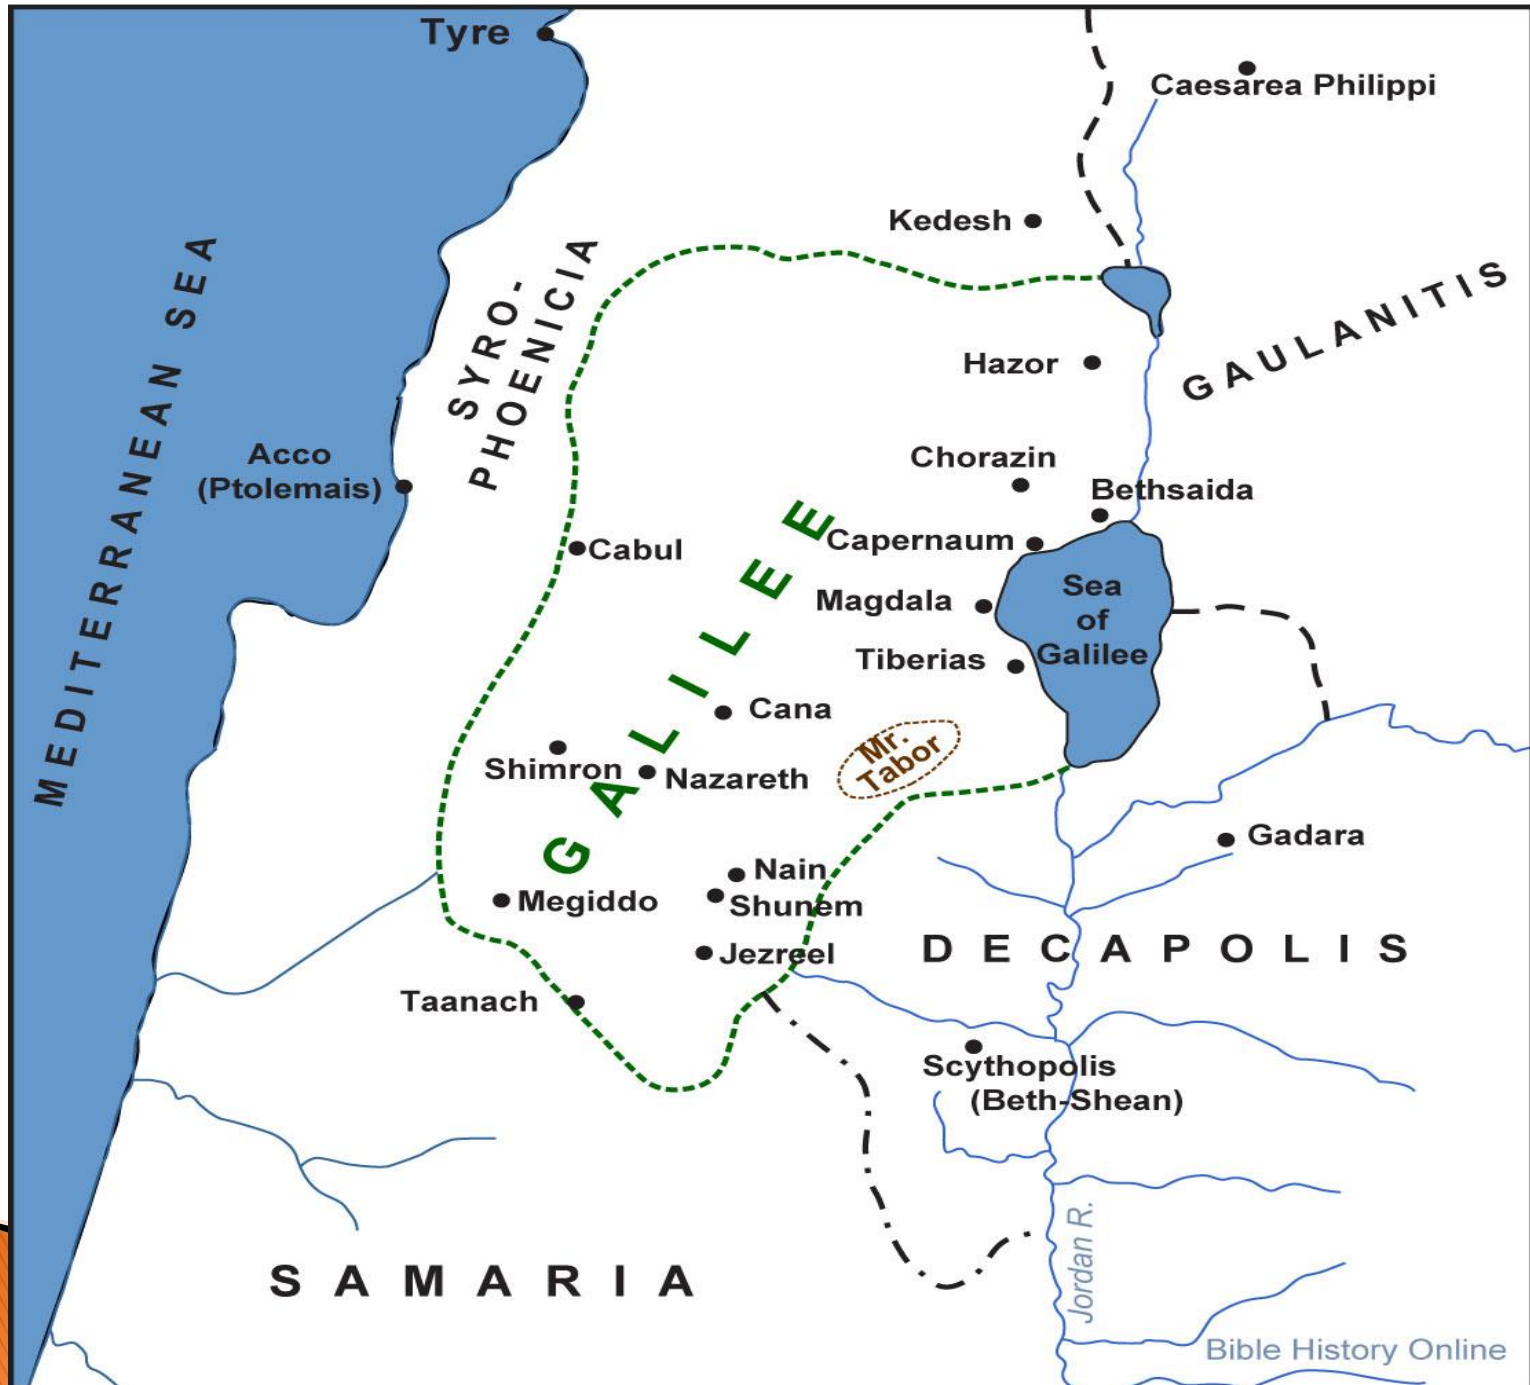 Tyre
Caesarea Philippi
Kedesh
MEDITERRANEAN SEA
SYRO-
PHOENICIA
GAULANITIS
Hazor
Acco
(Ptolemais)
Chorazin
Bethsaida
Cabul
GALILEE
Capernaum
Magdala
Sea
of
Galilee
Tiberias
Cana
Mr.
Tabor
Shimron
Nazareth
Gadara
Nain
Megiddo
Shunem
Jezreel
DECAPOLIS
Taanach
Scythopolis
(Beth-Shean)
SAMARIA
Jordan R.
Bible History Online